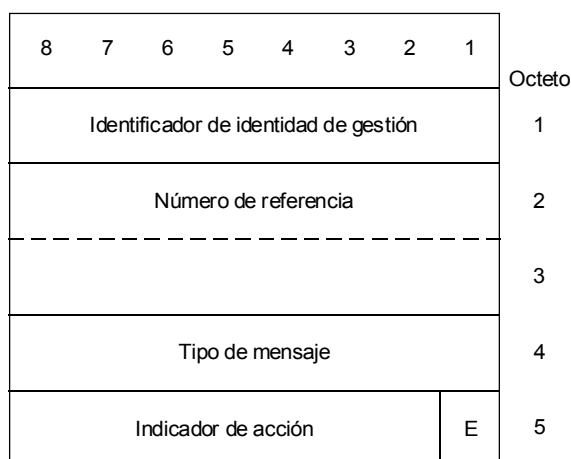 8 7 6 5 4 3 2 1
Octeto
Identificador de identidad de gestión 1
Número de referencia 2
3
Tipo de mensaje 4
Indicador de acción E 5